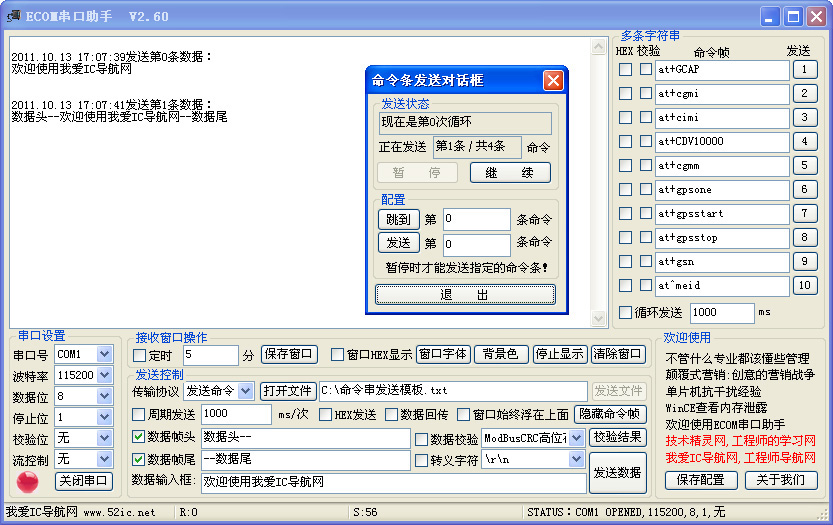 ECOM串口助手 V2.60
2011.10.13 17:07:39发送第0条数据：
欢迎使用我爱IC导航网
2011.10.13 17:07:41发送第1条数据：
数据头--欢迎使用我爱IC导航网--数据尾
命令条发送对话框
发送状态
现在是第0次循环
正在发送 第1条 / 共4条 命令
暂 停 继 续
配置
跳到 第 0 条命令
发送 第 0 条命令
暂停时才能发送指定的命令条!
退 出
多条字符串
HEX 校验 命令帧 发送
at+GCAP 1
at+cgmi 2
at+cimi 3
at+CDV10000 4
at+cgmm 5
at+gpsone 6
at+gpsstart 7
at+gpsstop 8
at+gsn 9
at^meid 10
循环发送 1000 ms
串口设置
串口号 COM1
波特率 115200
数据位 8
停止位 1
校验位 无
流控制 无
关闭串口
接收窗口操作
定时 5 分 保存窗口 窗口HEX显示 窗口字体 背景色 停止显示 清除窗口
发送控制
传输协议 发送命令 打开文件 C:\命令串发送模板.txt 发送文件
周期发送 1000 ms/次 HEX发送 数据回传 窗口始终浮在上面 隐藏命令帧
数据帧头 数据头-- 数据校验 ModBusCRC高位 校验结果
数据帧尾 --数据尾 转义字符 \r\n 发送数据
数据输入框: 欢迎使用我爱IC导航网
欢迎使用
不管什么专业都该懂些管理
颠覆式营销:创意的营销战争
单片机抗干扰经验
WinCE查看内存泄露
欢迎使用ECOM串口助手
技术精灵网,工程师的学习网
我爱IC导航网,工程师导航网
保存配置 关于我们
我爱IC导航网 www.52ic.net R:0 S:56 STATUS：COM1 OPENED,115200,8,1,无